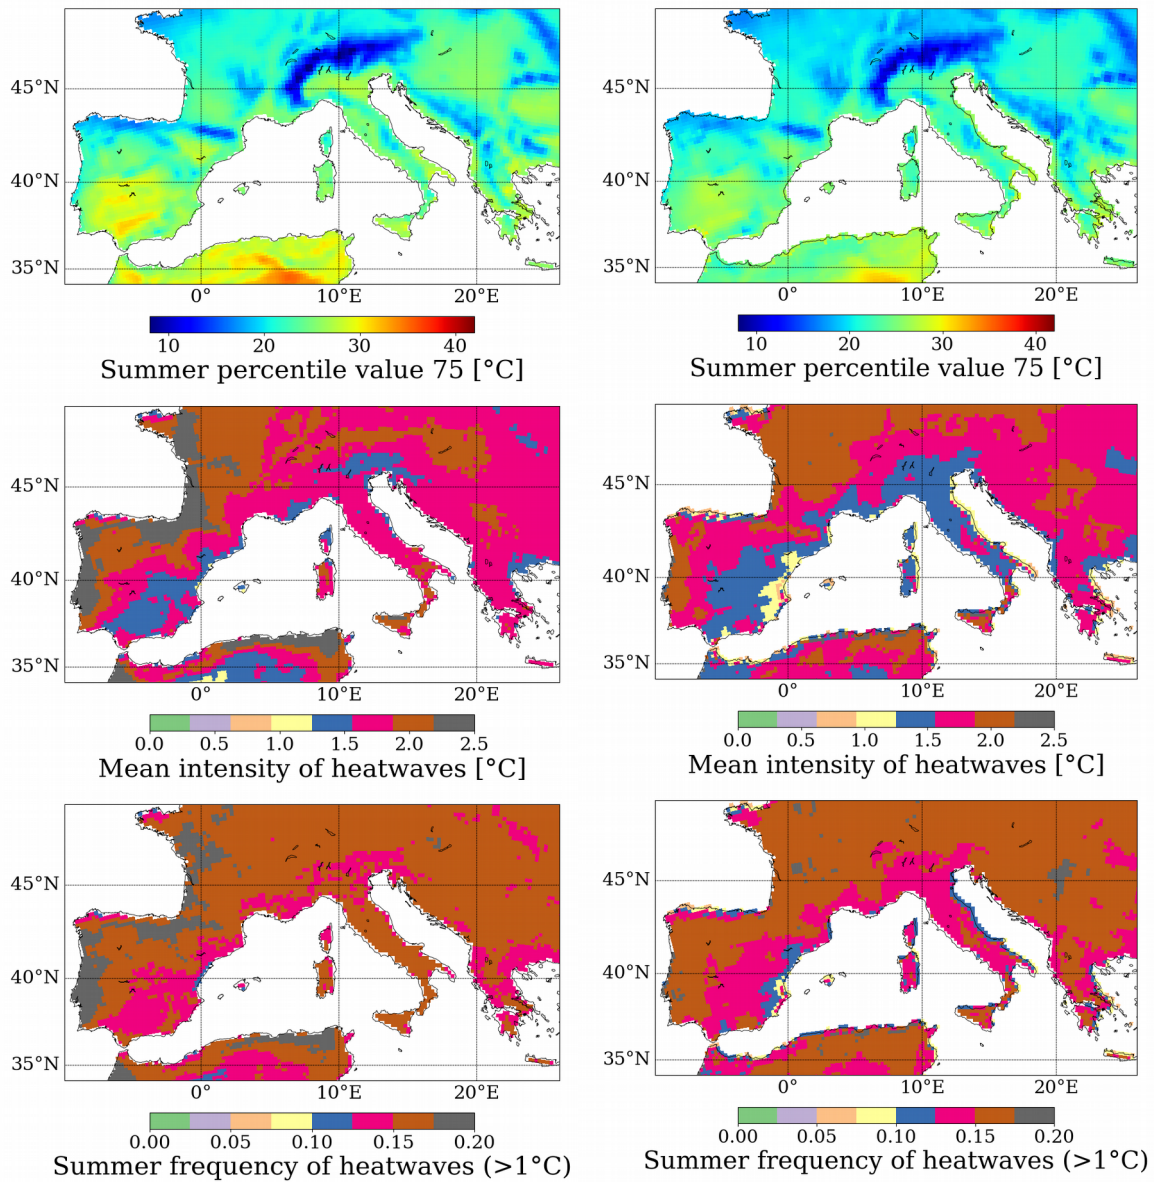 45°N
40°N
35°N
0° 10°E 20°E
10 20 30 40
Summer percentile value 75 [°C]
45°N
40°N
35°N
0° 10°E 20°E
10 20 30 40
Summer percentile value 75 [°C]
45°N
40°N
35°N
0° 10°E 20°E
0.0 0.5 1.0 1.5 2.0 2.5
Mean intensity of heatwaves [°C]
45°N
40°N
35°N
0° 10°E 20°E
0.0 0.5 1.0 1.5 2.0 2.5
Mean intensity of heatwaves [°C]
45°N
40°N
35°N
0° 10°E 20°E
0.00 0.05 0.10 0.15 0.20
Summer frequency of heatwaves (>1°C)
45°N
40°N
35°N
0° 10°E 20°E
0.00 0.05 0.10 0.15 0.20
Summer frequency of heatwaves (>1°C)